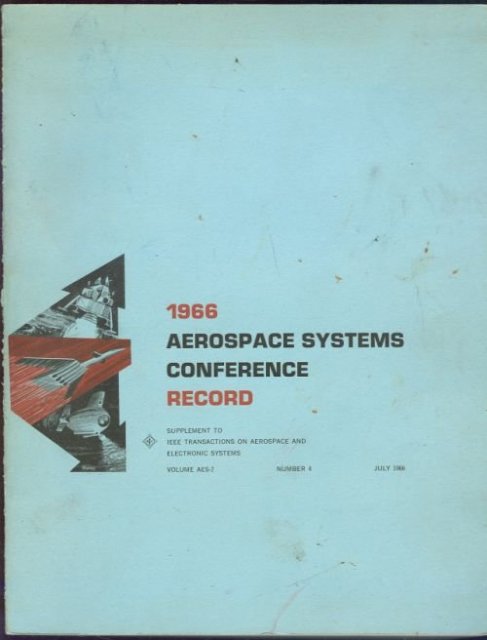 1966
AEROSPACE SYSTEMS
CONFERENCE
RECORD
SUPPLEMENT TO
IEEE TRANSACTIONS ON AEROSPACE AND
ELECTRONIC SYSTEMS
VOLUME AES-2 NUMBER 4 JULY 1966